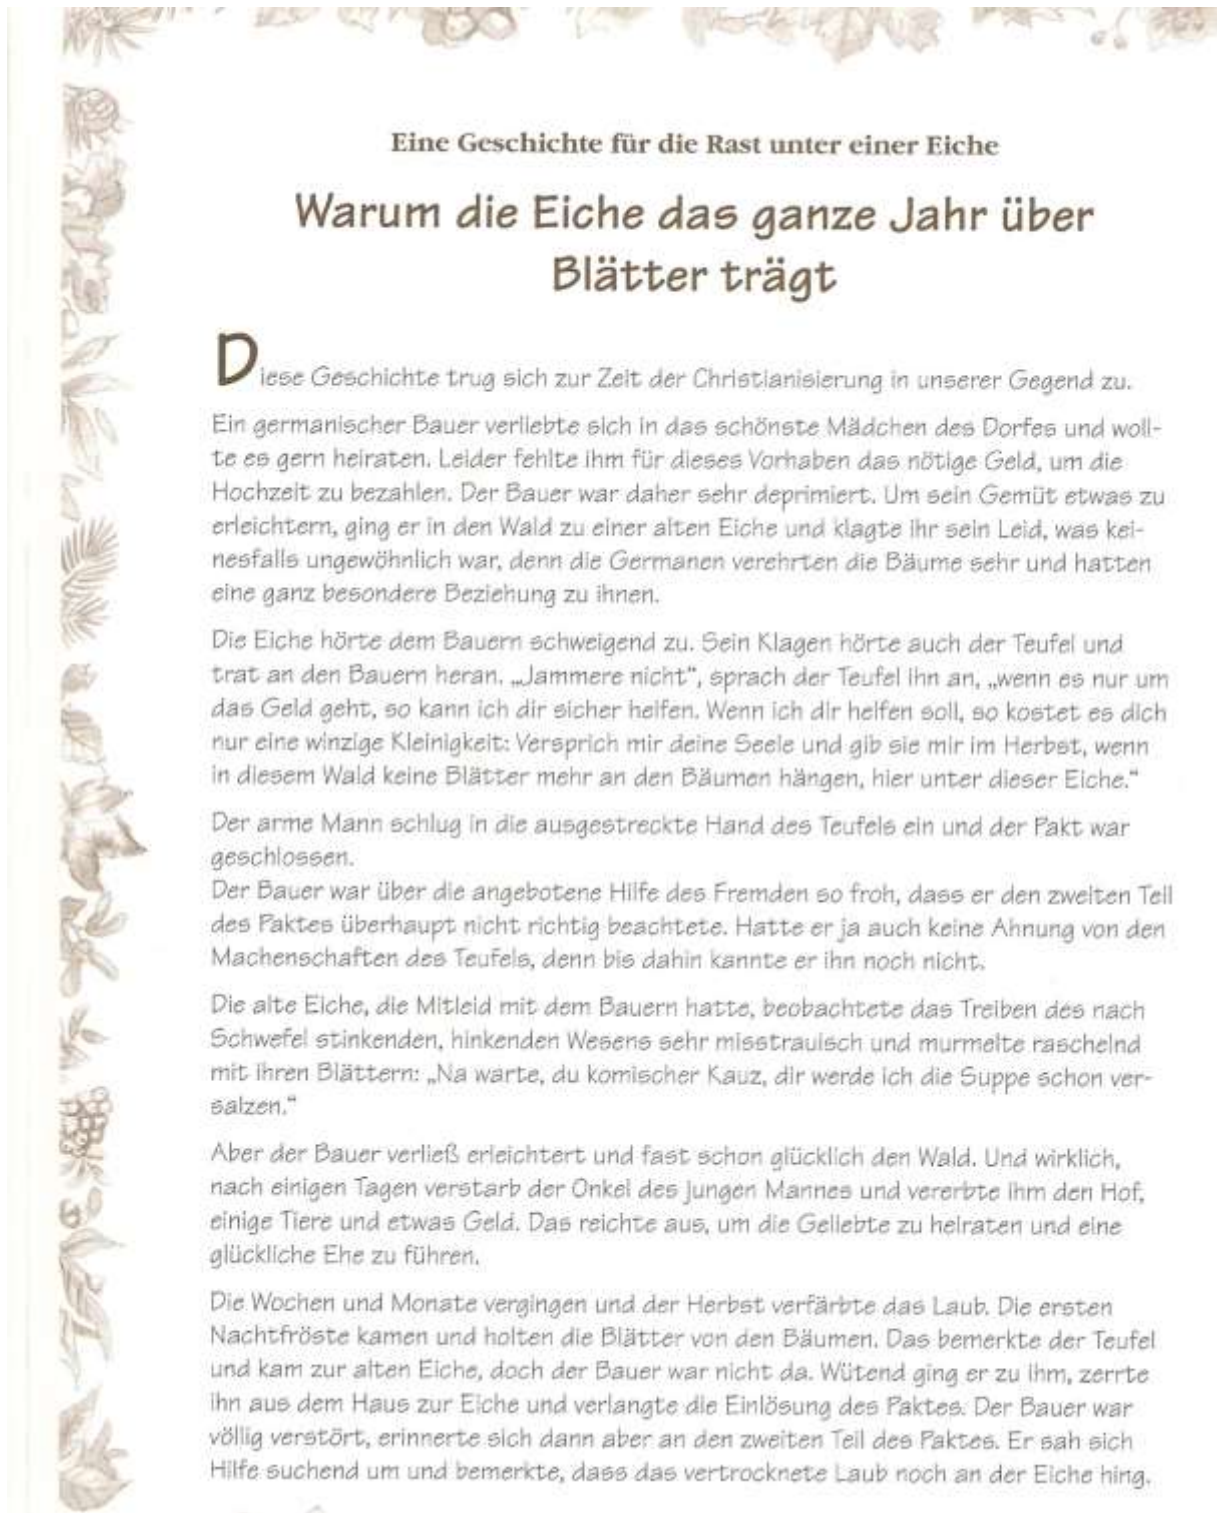 Eine Geschichte für die Rast unter einer Eiche
Warum die Eiche das ganze Jahr über
Blätter trägt
Diese Geschichte trug sich zur Zeit der Christianisierung in unserer Gegend zu.
Ein germanischer Bauer verliebte sich in das schönste Mädchen des Dorfes und woll-
te es gern heiraten. Leider fehlte ihm für dieses Vorhaben das nötige Geld, um die
Hochzeit zu bezahlen. Der Bauer war daher sehr deprimiert. Um sein Gemüt etwas zu
erleichtern, ging er in den Wald zu einer alten Eiche und klagte ihr sein Leid, was kei-
nesfalls ungewöhnlich war, denn die Germanen verehrten die Bäume sehr und hatten
eine ganz besondere Beziehung zu ihnen.
Die Eiche hörte dem Bauern schweigend zu. Sein Klagen hörte auch der Teufel und
trat an den Bauern heran. „Jammere nicht", sprach der Teufel ihn an, „wenn es nur um
das Geld geht, so kann ich dir sicher helfen. Wenn ich dir helfen soll, so kostet es dich
nur eine winzige Kleinigkeit: Versprich mir deine Seele und gib sie mir im Herbst, wenn
in diesem Wald keine Blätter mehr an den Bäumen hängen, hier unter dieser Eiche."
Der arme Mann schlug in die ausgestreckte Hand des Teufels ein und der Pakt war
geschlossen.
Der Bauer war über die angebotene Hilfe des Fremden so froh, dass er den zweiten Teil
des Paktes überhaupt nicht richtig beachtete. Hatte er ja auch keine Ahnung von den
Machenschaften des Teufels, denn bis dahin kannte er ihn noch nicht.
Die alte Eiche, die Mitleid mit dem Bauern hatte, beobachtete das Treiben des nach
Schwefel stinkenden, hinkenden Wesens sehr misstrauisch und murmelte raschelnd
mit ihren Blättern: „Na warte, du komischer Kauz, dir werde ich die Suppe schon ver-
salzen."
Aber der Bauer verließ erleichtert und fast schon glücklich den Wald. Und wirklich,
nach einigen Tagen verstarb der Onkel des jungen Mannes und vererbte ihm den Hof,
einige Tiere und etwas Geld. Das reichte aus, um die Geliebte zu heiraten und eine
glückliche Ehe zu führen.
Die Wochen und Monate vergingen und der Herbst verfärbte das Laub. Die ersten
Nachtfröste kamen und holten die Blätter von den Bäumen. Das bemerkte der Teufel
und kam zur alten Eiche, doch der Bauer war nicht da. Wütend ging er zu ihm, zerrte
ihn aus dem Haus zur Eiche und verlangte die Einlösung des Paktes. Der Bauer war
völlig verstört, erinnerte sich dann aber an den zweiten Teil des Paktes. Er sah sich
Hilfe suchend um und bemerkte, dass das vertrocknete Laub noch an der Eiche hing.